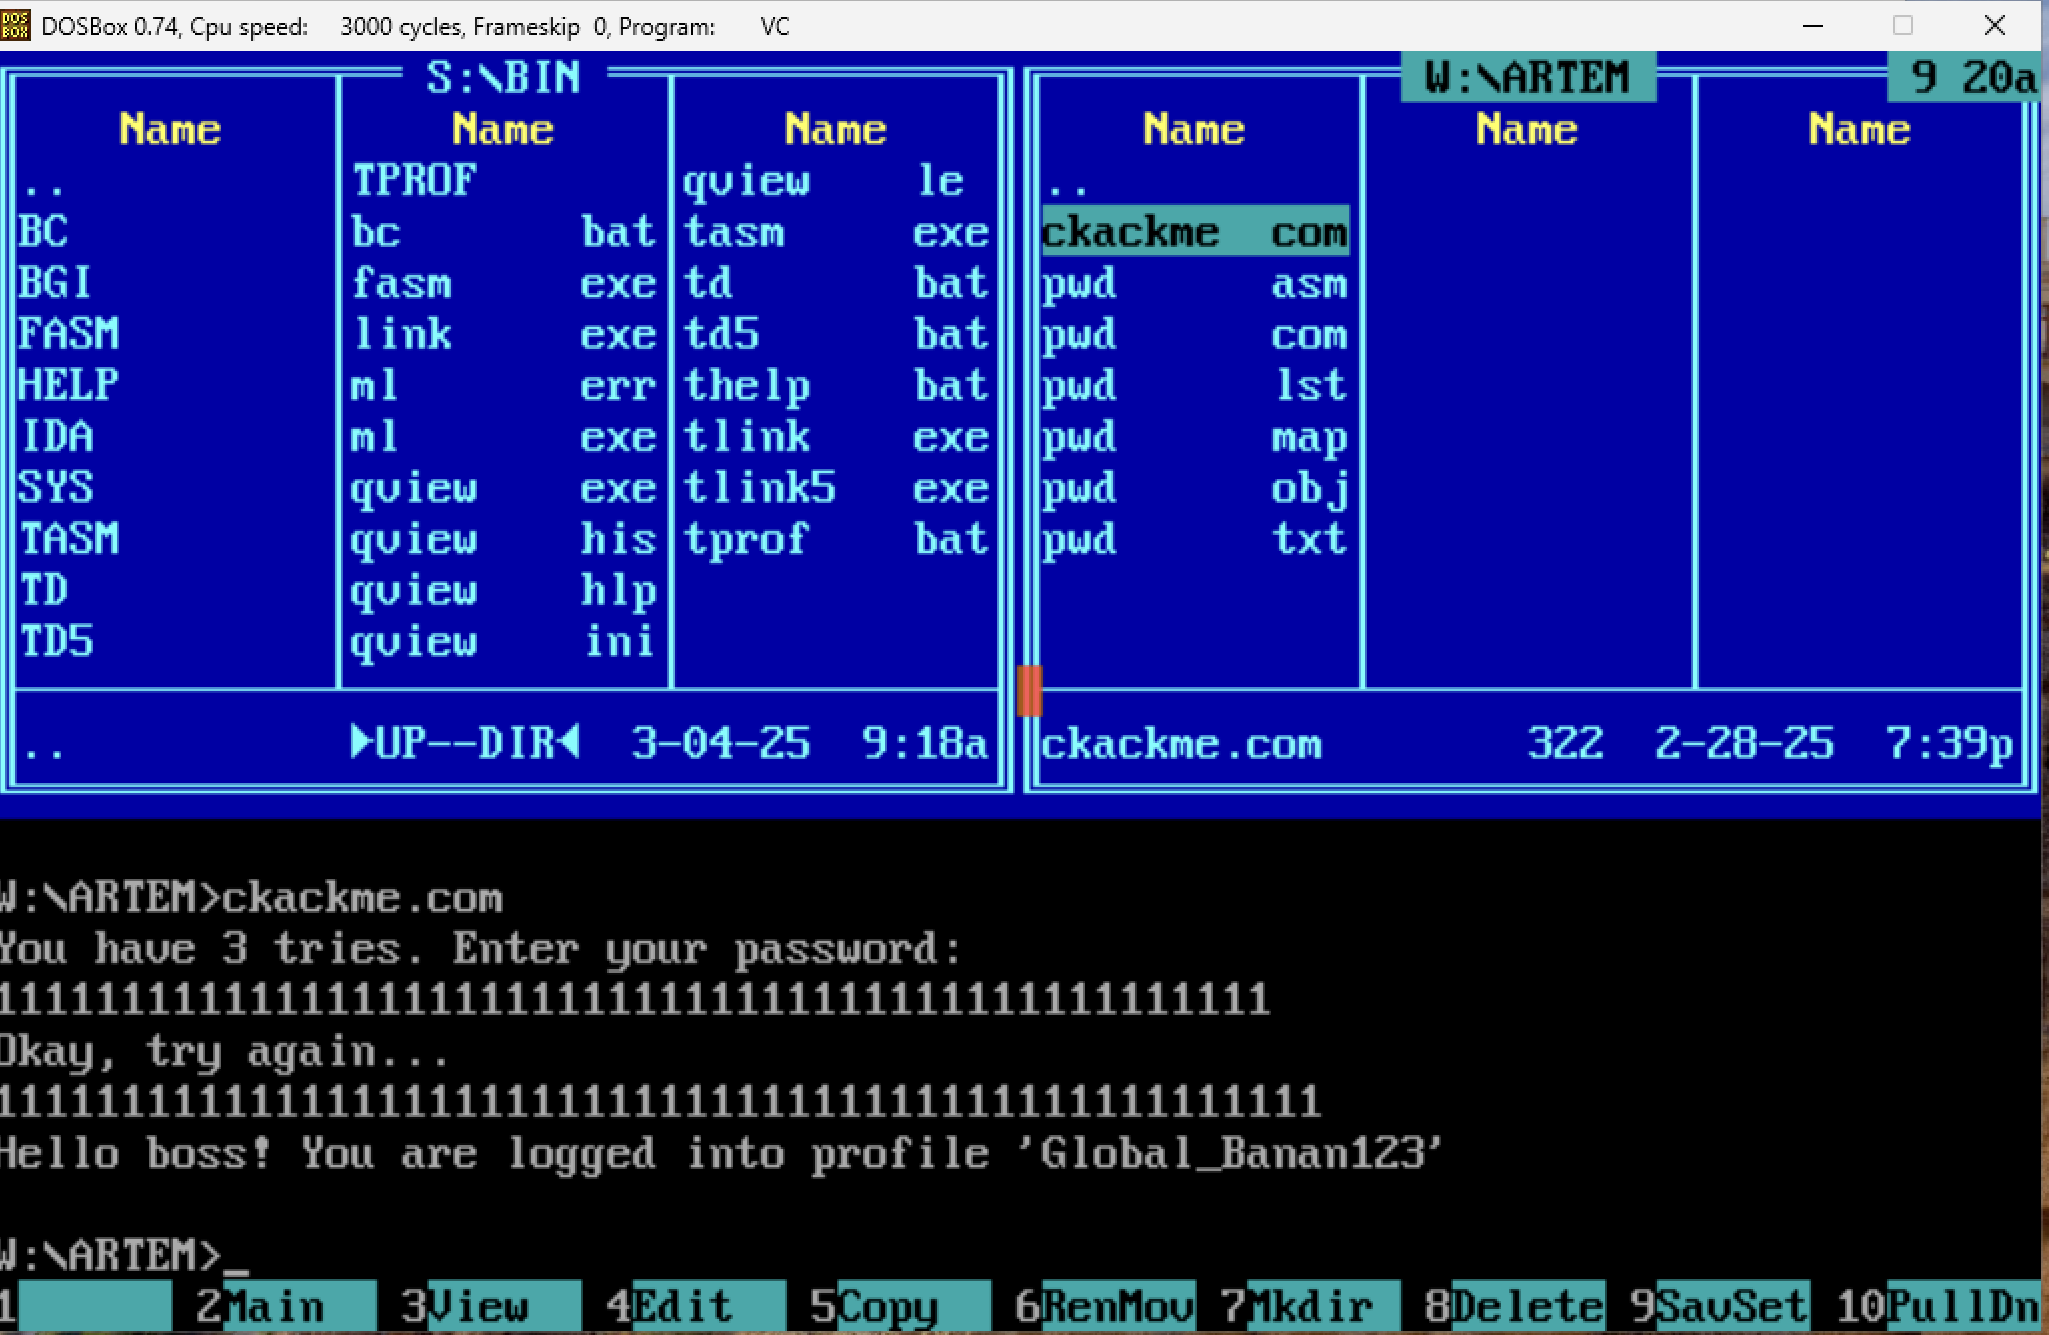 DOSBox 0.74, Cpu speed: 3000 cycles, Frameskip 0, Program: VC
S:\BIN W:\ARTEM 9 20a
Name Name Name Name Name Name
.. TPROF qview le ..
BC bc bat tasm exe ckackme com
BGI fasm exe td bat pwd asm
FASM link exe td5 bat pwd com
HELP ml err thelp bat pwd lst
IDA ml exe tlink exe pwd map
SYS qview exe tlink5 exe pwd obj
TASM qview his tprof bat pwd txt
TD qview hlp
TD5 qview ini
.. ►UP--DIR◄ 3-04-25 9:18a ckackme.com 322 2-28-25 7:39p
W:\ARTEM>ckackme.com
You have 3 tries. Enter your password:
11111111111111111111111111111111111111111111111111
Okay, try again...
1111111111111111111111111111111111111111111111111111
Hello boss! You are logged into profile 'Global_Banan123'
W:\ARTEM>_
1 2Main 3View 4Edit 5Copy 6RenMov 7Mkdir 8Delete 9SavSet 10PullDn